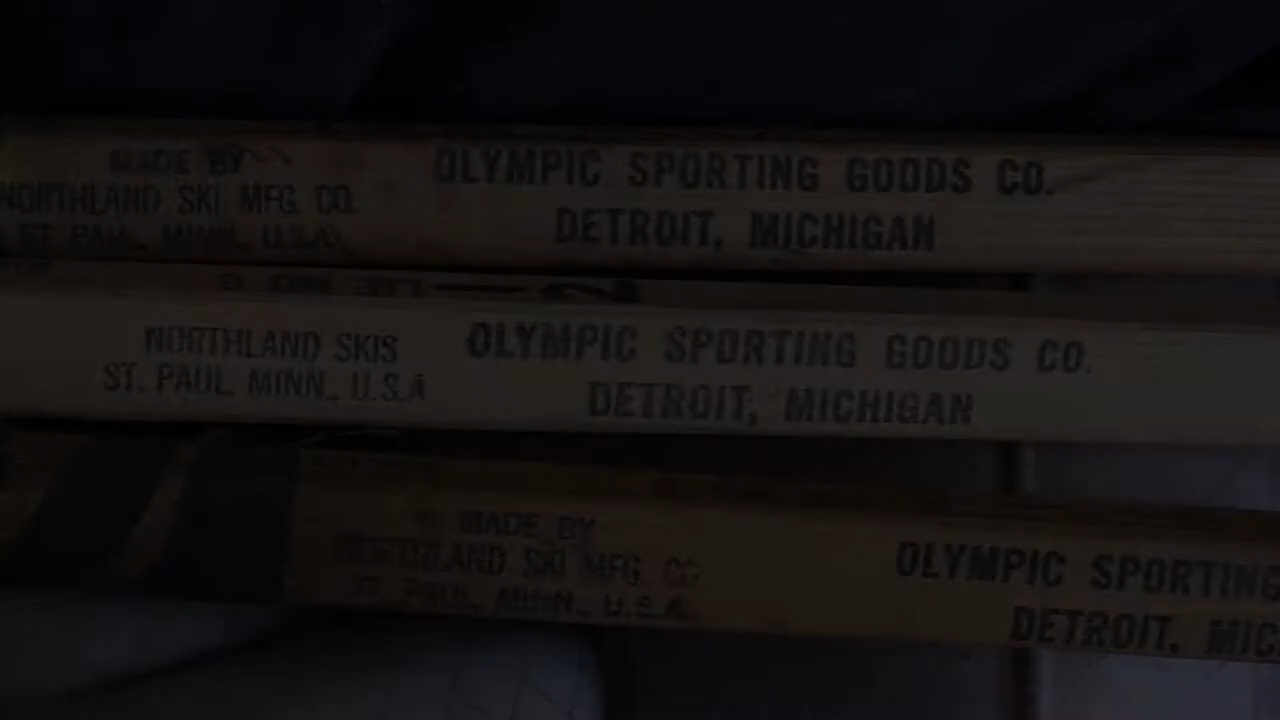 MADE BY
NORTHLAND SKI MFG. CO.
ST. PAUL, MINN., U.S.A.
OLYMPIC SPORTING GOODS CO.
DETROIT, MICHIGAN
NORTHLAND SKIS
ST. PAUL MINN., U.S.A
OLYMPIC SPORTING GOODS CO.
DETROIT, MICHIGAN
MADE BY
NORTHLAND SKI MFG. CO
ST. PAUL, MINN., U.S.A.
OLYMPIC SPORTING
DETROIT, MIC